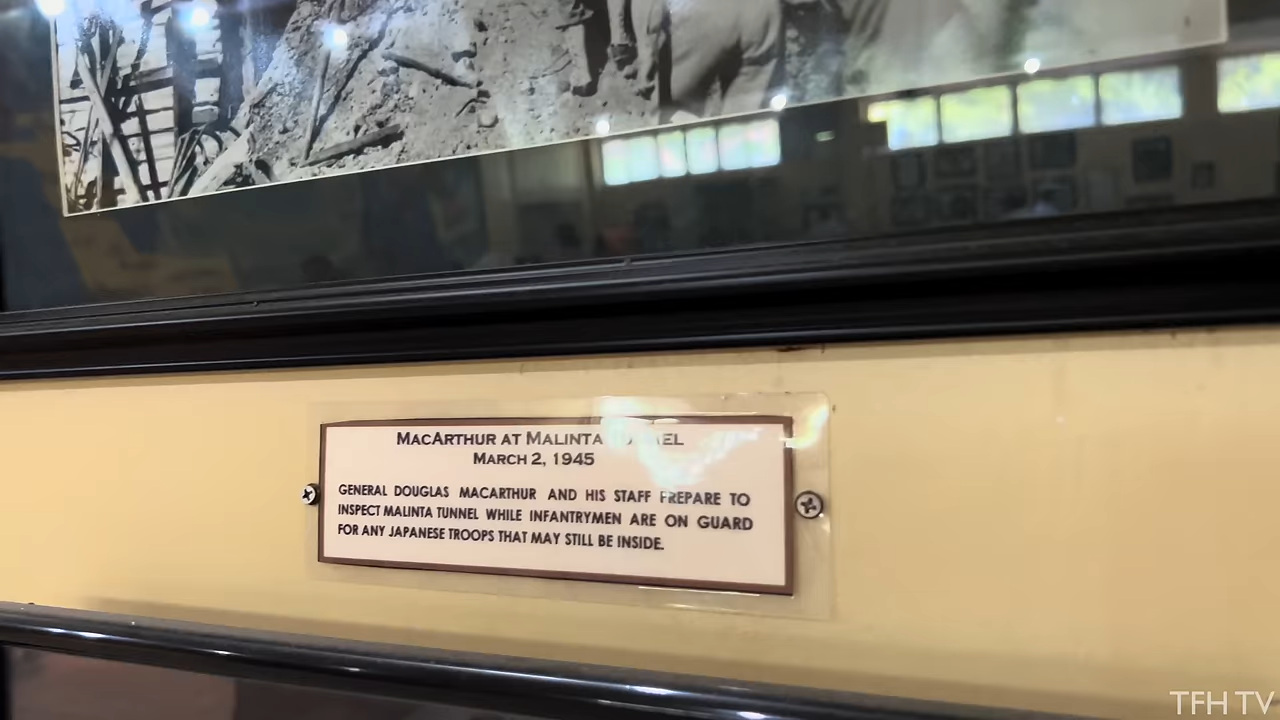 MACARTHUR AT MALINTA
MARCH 2, 1945
GENERAL DOUGLAS MACARTHUR AND HIS STAFF PREPARE TO
INSPECT MALINTA TUNNEL WHILE INFANTRYMEN ARE ON GUARD
FOR ANY JAPANESE TROOPS THAT MAY STILL BE INSIDE.
TFH TV